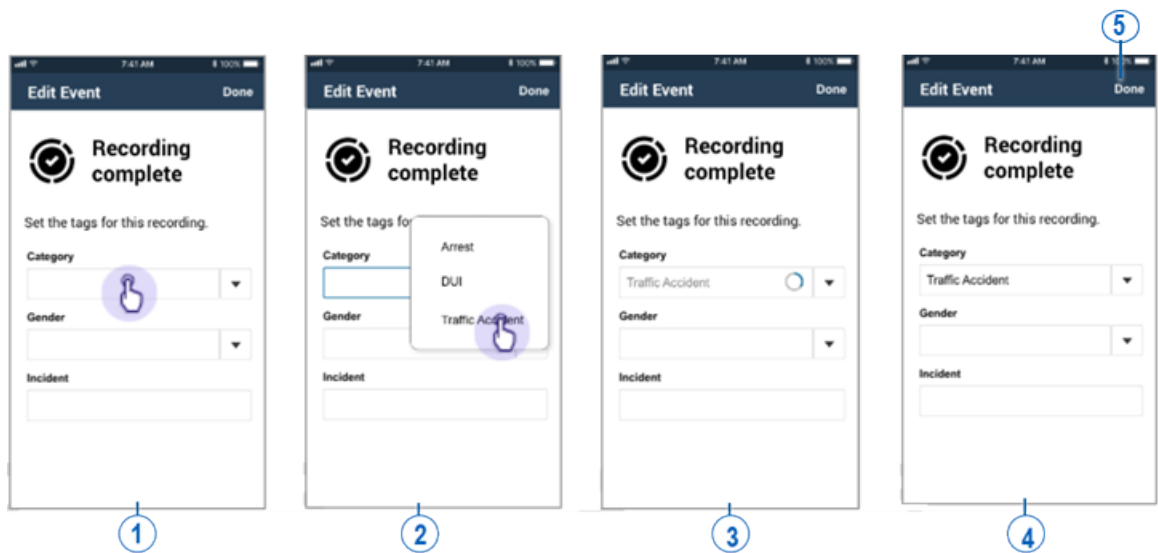 5
7:41 AM 100%
Edit Event Done
Recording
complete
Set the tags for this recording.
Category
Gender
Incident
1
7:41 AM 100%
Edit Event Done
Recording
complete
Set the tags fo
Category
Arrest
DUI
Traffic Accident
Gender
Incident
2
7:41 AM 100%
Edit Event Done
Recording
complete
Set the tags for this recording.
Category
Traffic Accident
Gender
Incident
3
7:41 AM
Edit Event Done
Recording
complete
Set the tags for this recording.
Category
Traffic Accident
Gender
Incident
4